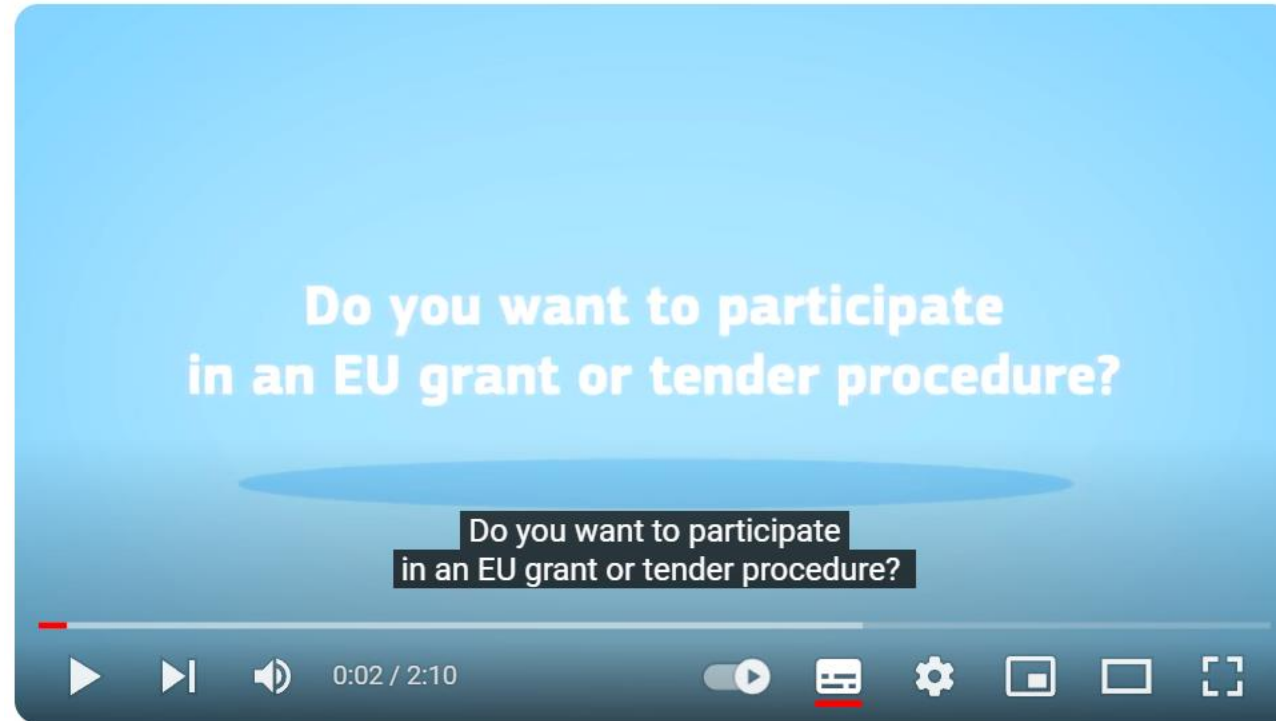 Do you want to participate
in an EU grant or tender procedure?
Do you want to participate
in an EU grant or tender procedure?
0:02 / 2:10